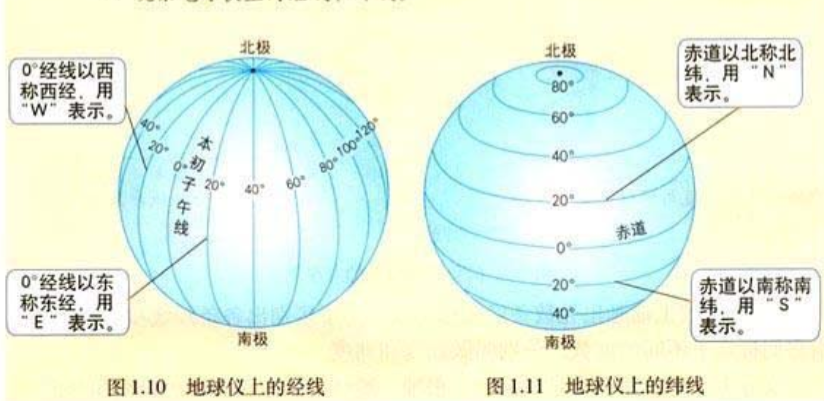 北极
0°经线以西
称西经，用
“W”表示。
40°
20°
0°
本初子午线
20°
40°
60°
80°
100°
120°
0°经线以东
称东经，用
“E”表示。
南极
图1.10 地球仪上的经线
北极
赤道以北称北
纬，用“N”
表示。
80°
60°
40°
20°
0°
赤道
20°
40°
赤道以南称南
纬，用“S”
表示。
南极
图1.11 地球仪上的纬线